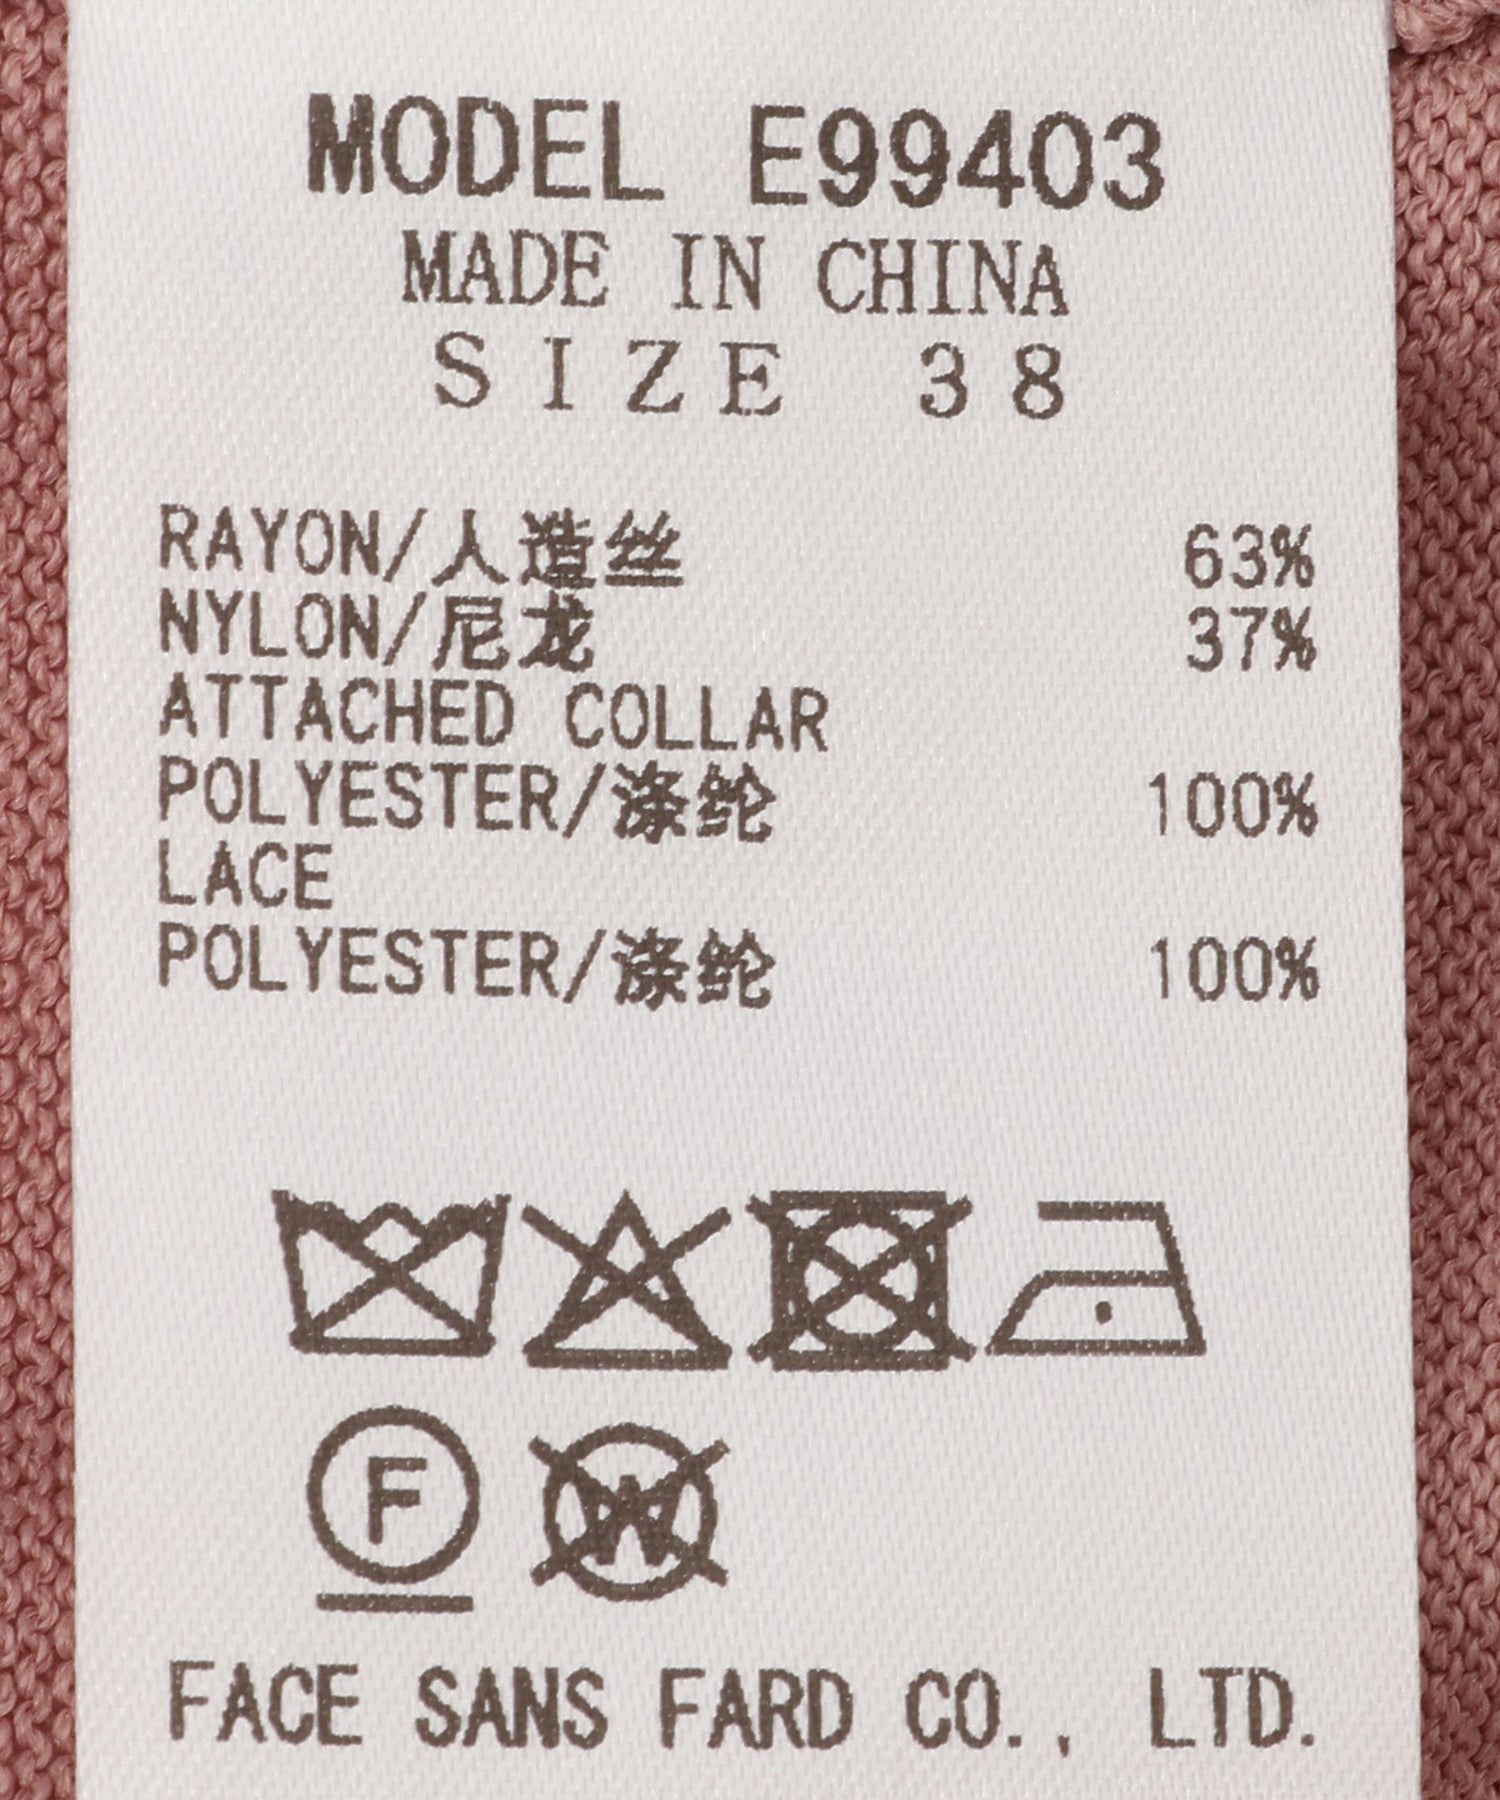 MODEL E99403
MADE IN CHINA
SIZE 38
RAYON/人造丝 63%
NYLON/尼龙 37%
ATTACHED COLLAR
POLYESTER/涤纶 100%
LACE
POLYESTER/涤纶 100%
F W
FACE SANS FARD CO., LTD.